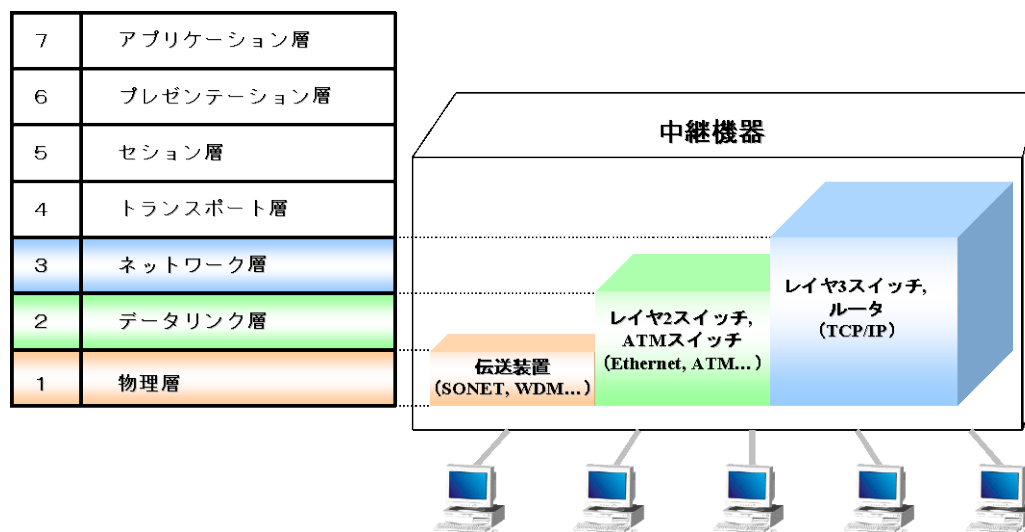 7 アプリケーション層
6 プレゼンテーション層
5 セション層
4 トランスポート層
3 ネットワーク層
2 データリンク層
1 物理層
中継機器
伝送装置
(SONET, WDM…)
レイヤ2スイッチ,
ATMスイッチ
(Ethernet, ATM…)
レイヤ3スイッチ,
ルータ
(TCP/IP)